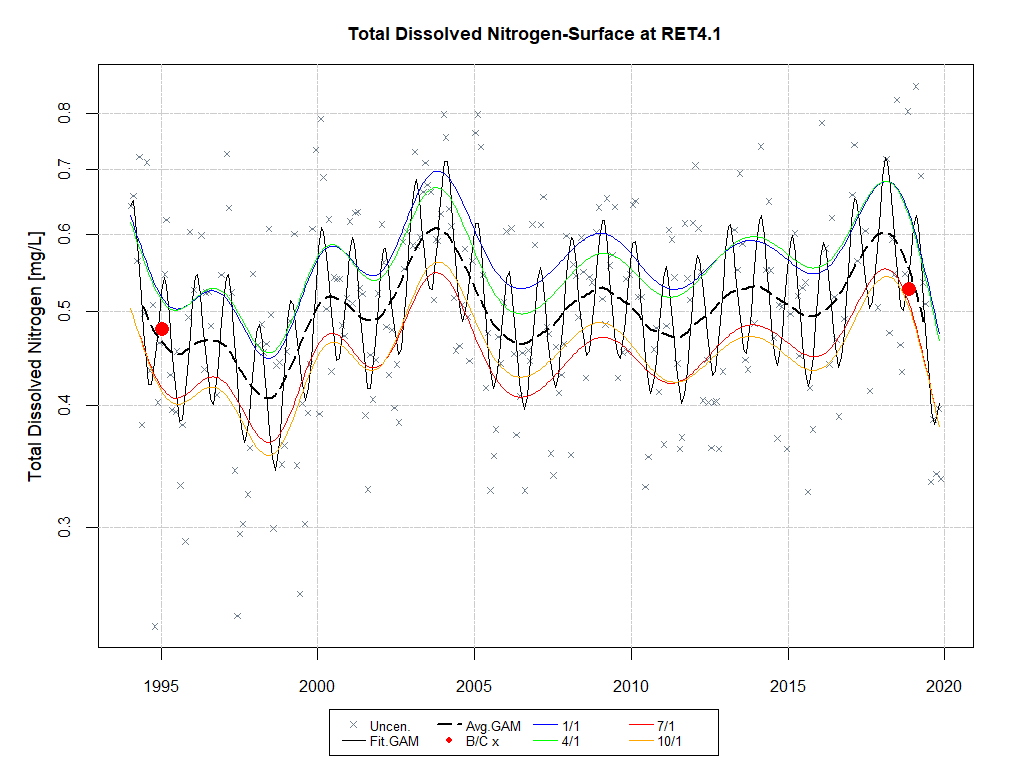 Total Dissolved Nitrogen-Surface at RET4.1
Total Dissolved Nitrogen [mg/L]
0.8
0.7
0.6
0.5
0.4
0.3
1995 2000 2005 2010 2015 2020
Uncen. Avg.GAM 1/1 7/1
Fit.GAM B/C x 4/1 10/1